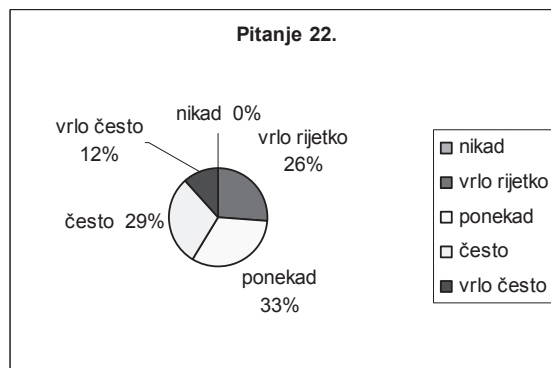 Pitanje 22.
nikad 0%
vrlo rijetko
26%
ponekad
33%
često 29%
vrlo često
12%
nikad
vrlo rijetko
ponekad
često
vrlo često